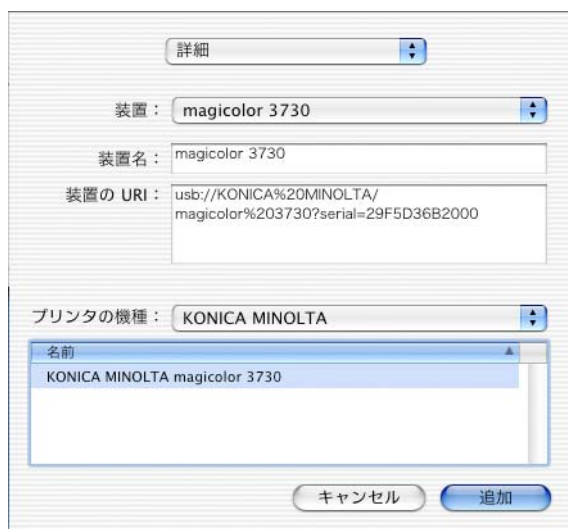 詳細
装置： magicolor 3730
装置名： magicolor 3730
装置の URI： usb://KONICA%20MINOLTA/
magicolor%203730?serial=29F5D36B2000
プリンタの機種： KONICA MINOLTA
名前
KONICA MINOLTA magicolor 3730
キャンセル 追加